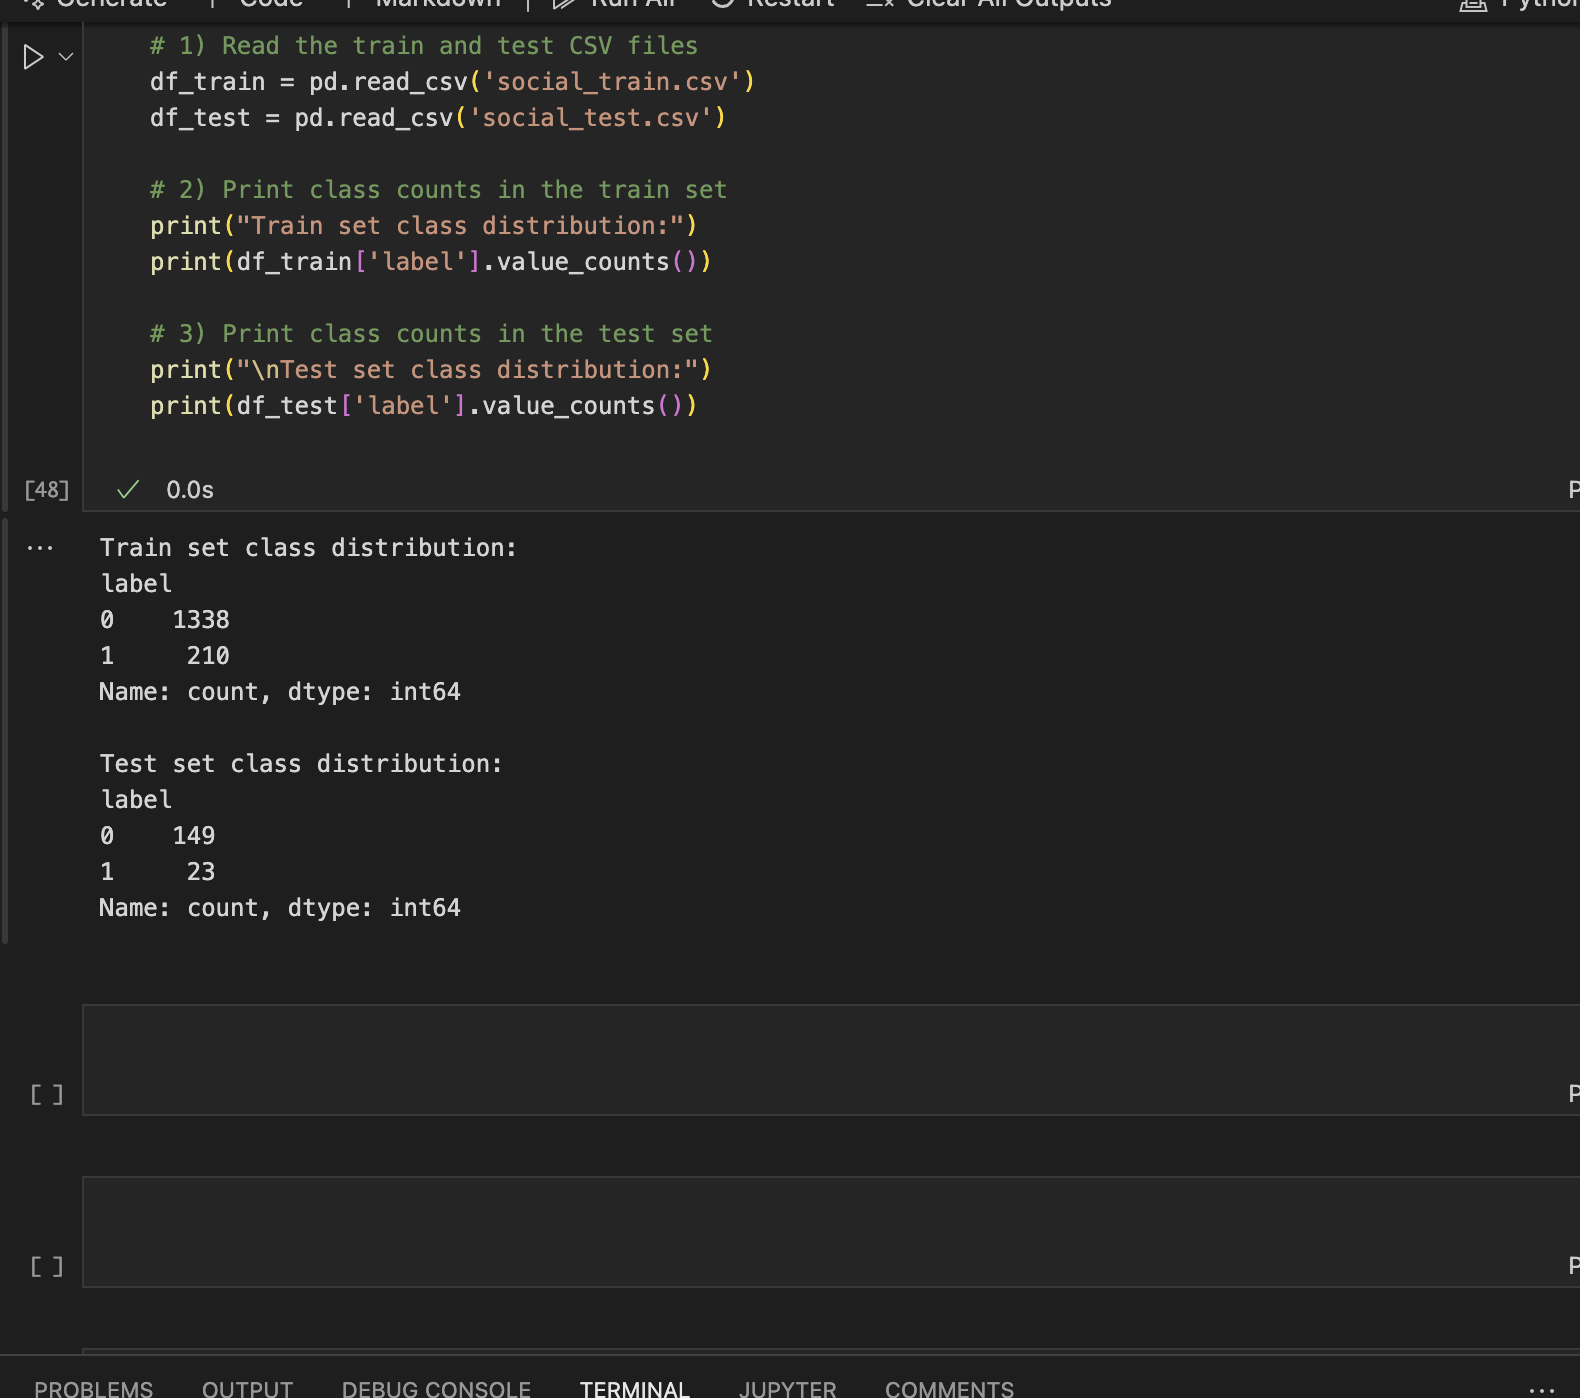 Generate Code Markdown Run All Restart Clear All Outputs Python
# 1) Read the train and test CSV files
df_train = pd.read_csv('social_train.csv')
df_test = pd.read_csv('social_test.csv')
# 2) Print class counts in the train set
print("Train set class distribution:")
print(df_train['label'].value_counts())
# 3) Print class counts in the test set
print("\nTest set class distribution:")
print(df_test['label'].value_counts())
[48] 0.0s P
Train set class distribution:
label
0    1338
1     210
Name: count, dtype: int64
Test set class distribution:
label
0    149
1     23
Name: count, dtype: int64
[ ] P
[ ] P
PROBLEMS OUTPUT DEBUG CONSOLE TERMINAL JUPYTER COMMENTS